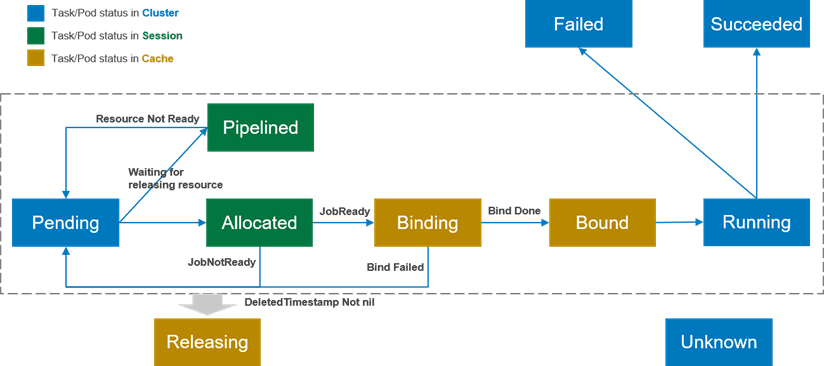 Task/Pod status in Cluster
Task/Pod status in Session
Task/Pod status in Cache
Failed
Succeeded
Resource Not Ready
Pipelined
Waiting for
releasing resource
Pending
Allocated
JobReady
Binding
Bind Done
Bound
Running
JobNotReady
Bind Failed
DeletedTimestamp Not nil
Releasing
Unknown